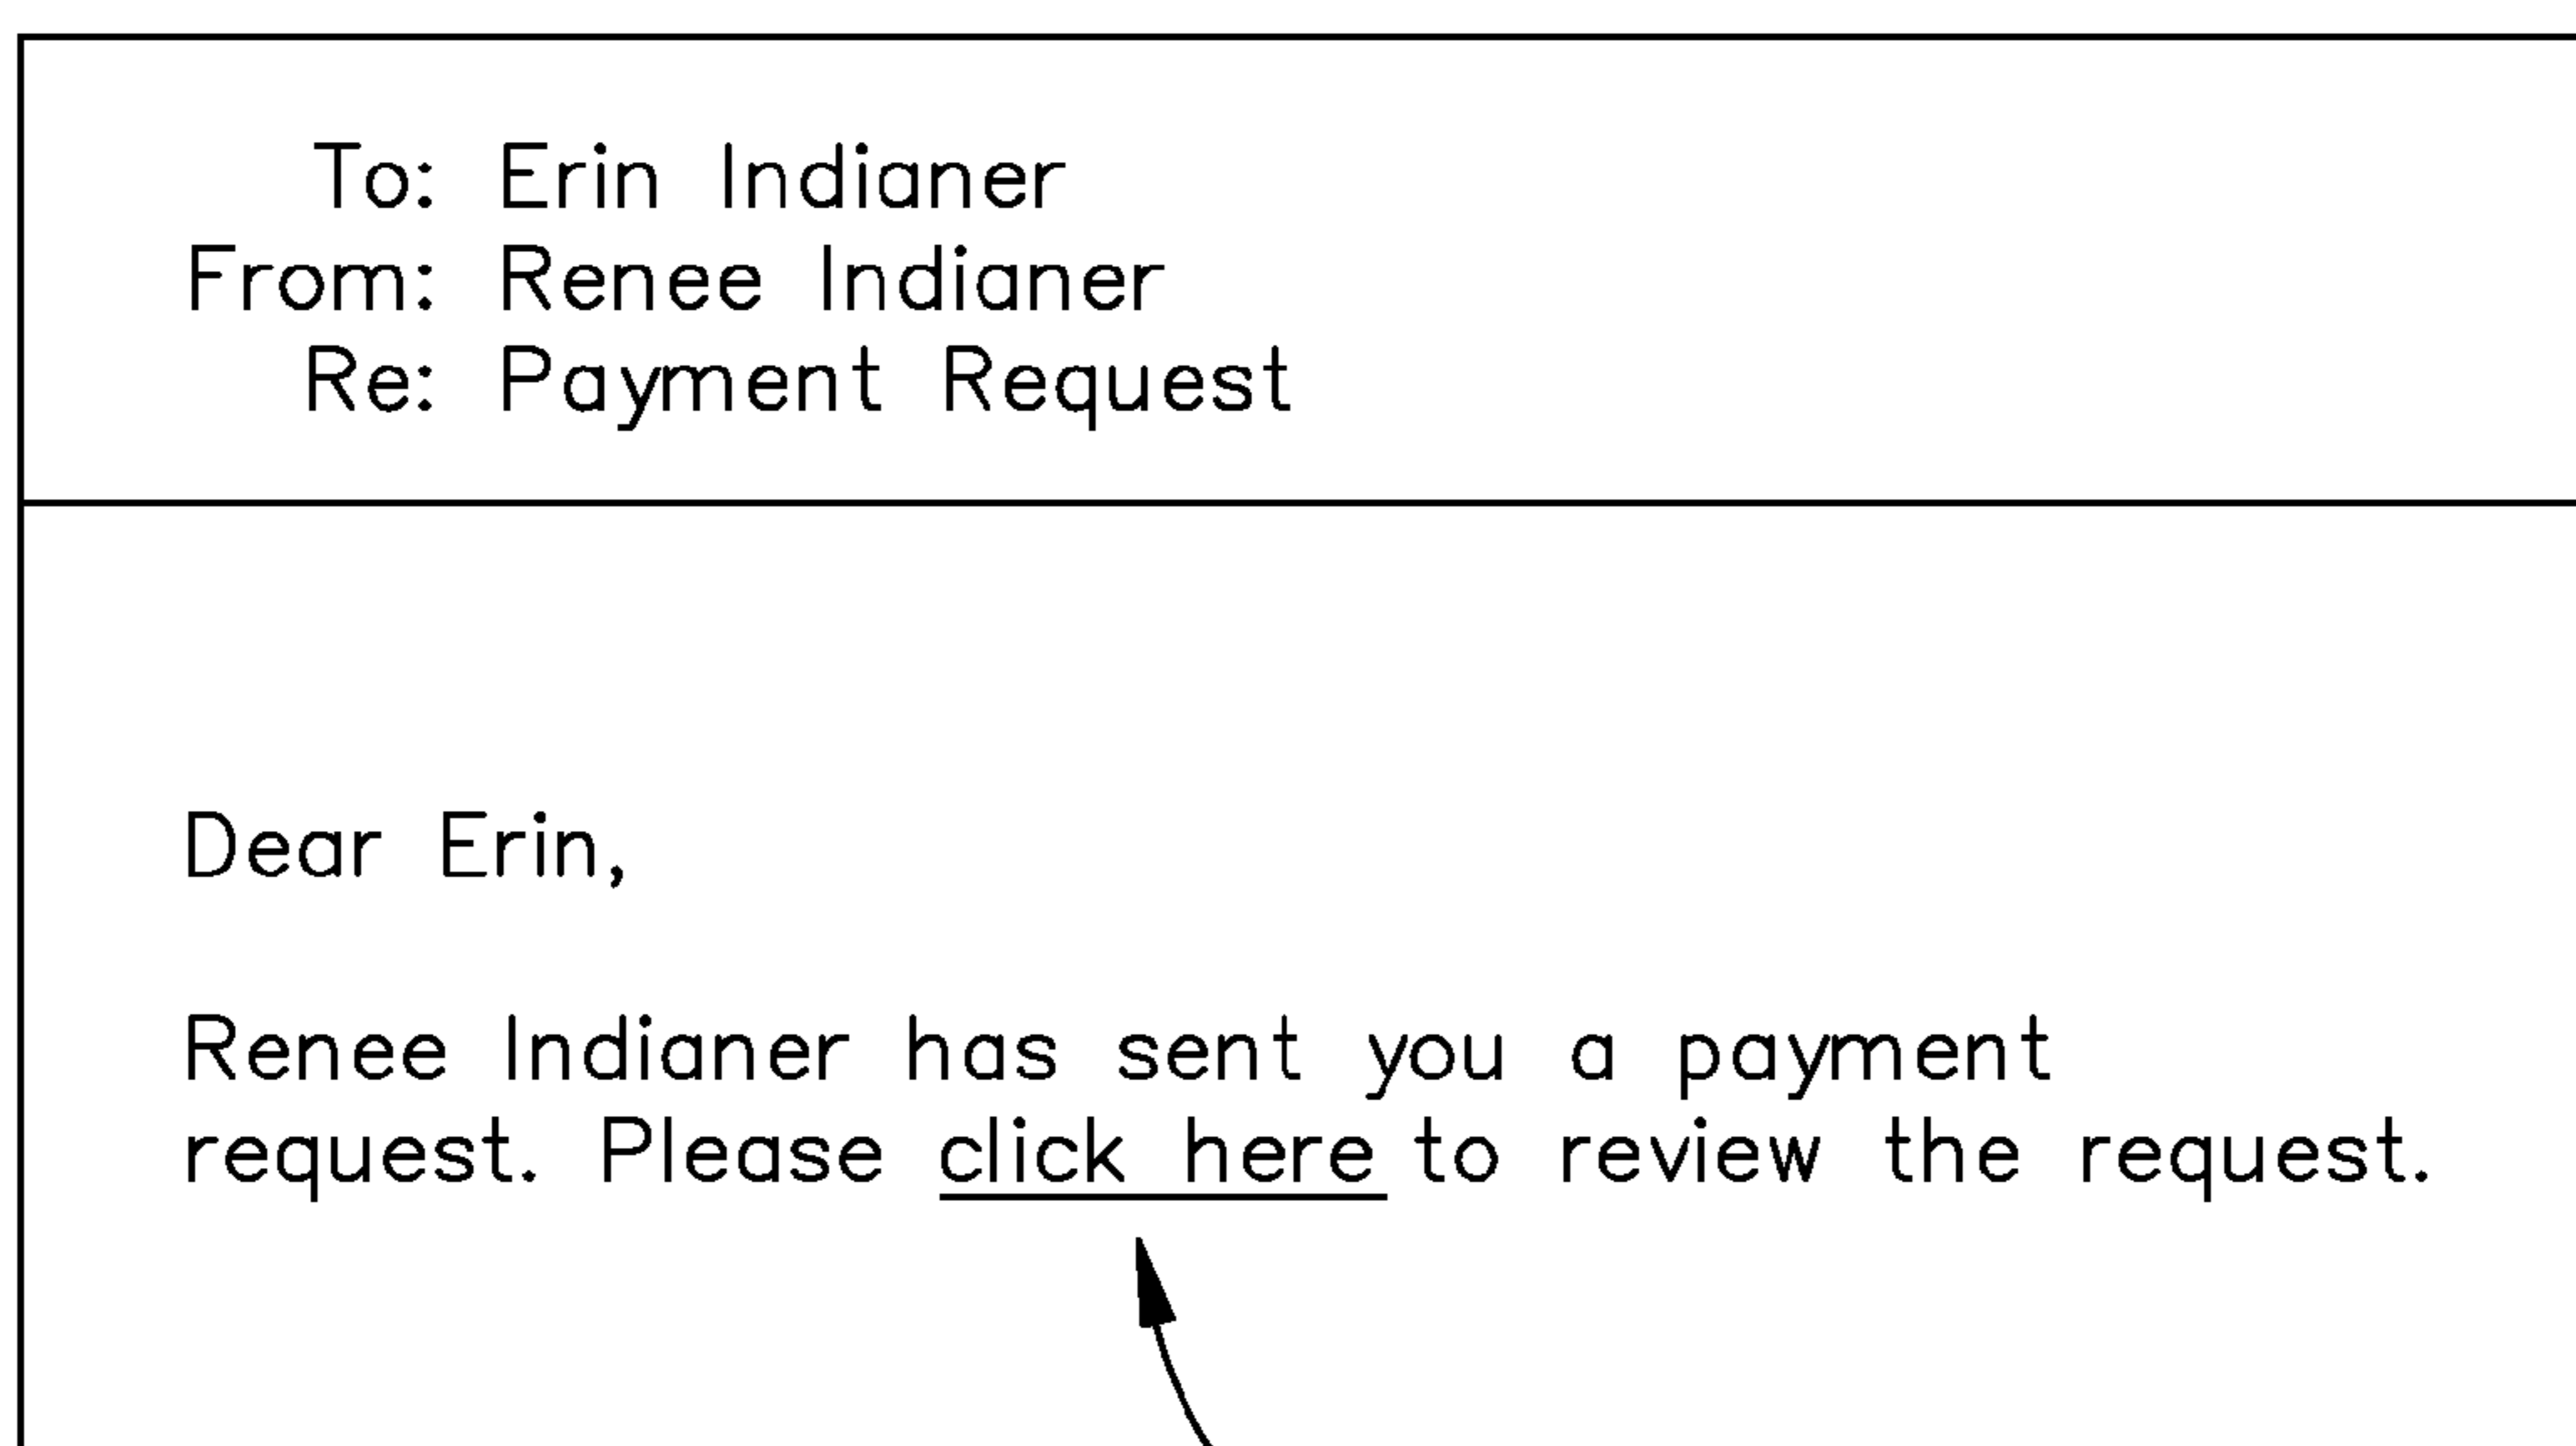 To: Erin Indianer
From: Renee Indianer
Re: Payment Request
Dear Erin,
Renee Indianer has sent you a payment
request. Please click here to review the request.